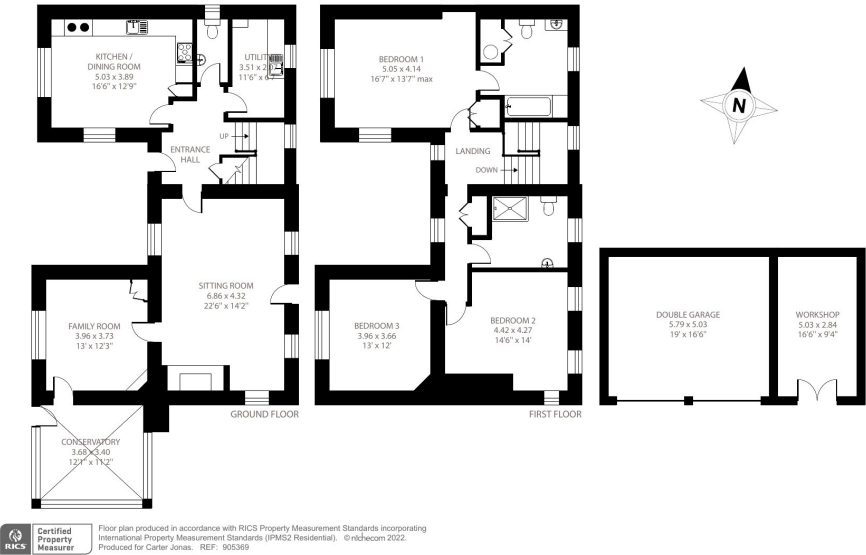 KITCHEN /
DINING ROOM
5.03 x 3.89
16'6" x 12'9"
UTILIT
3.51 x 2.
11'6" x 6'
UP
ENTRANCE
HALL
SITTING ROOM
6.86 x 4.32
22'6" x 14'2"
FAMILY ROOM
3.96 x 3.73
13' x 12'3"
CONSERVATORY
3.68 x 3.40
12'1" x 11'2"
GROUND FLOOR
BEDROOM 1
5.05 x 4.14
16'7" x 13'7" max
LANDING
DOWN
BEDROOM 3
3.96 x 3.66
13' x 12'
BEDROOM 2
4.42 x 4.27
14'6" x 14'
FIRST FLOOR
N
DOUBLE GARAGE
5.79 x 5.03
19' x 16'6"
WORKSHOP
5.03 x 2.84
16'6" x 9'4"
RICS
Certified
Property
Measurer
Floor plan produced in accordance with RICS Property Measurement Standards incorporating
International Property Measurement Standards (IPMS2 Residential). © nichecom 2022.
Produced for Carter Jonas. REF: 905369